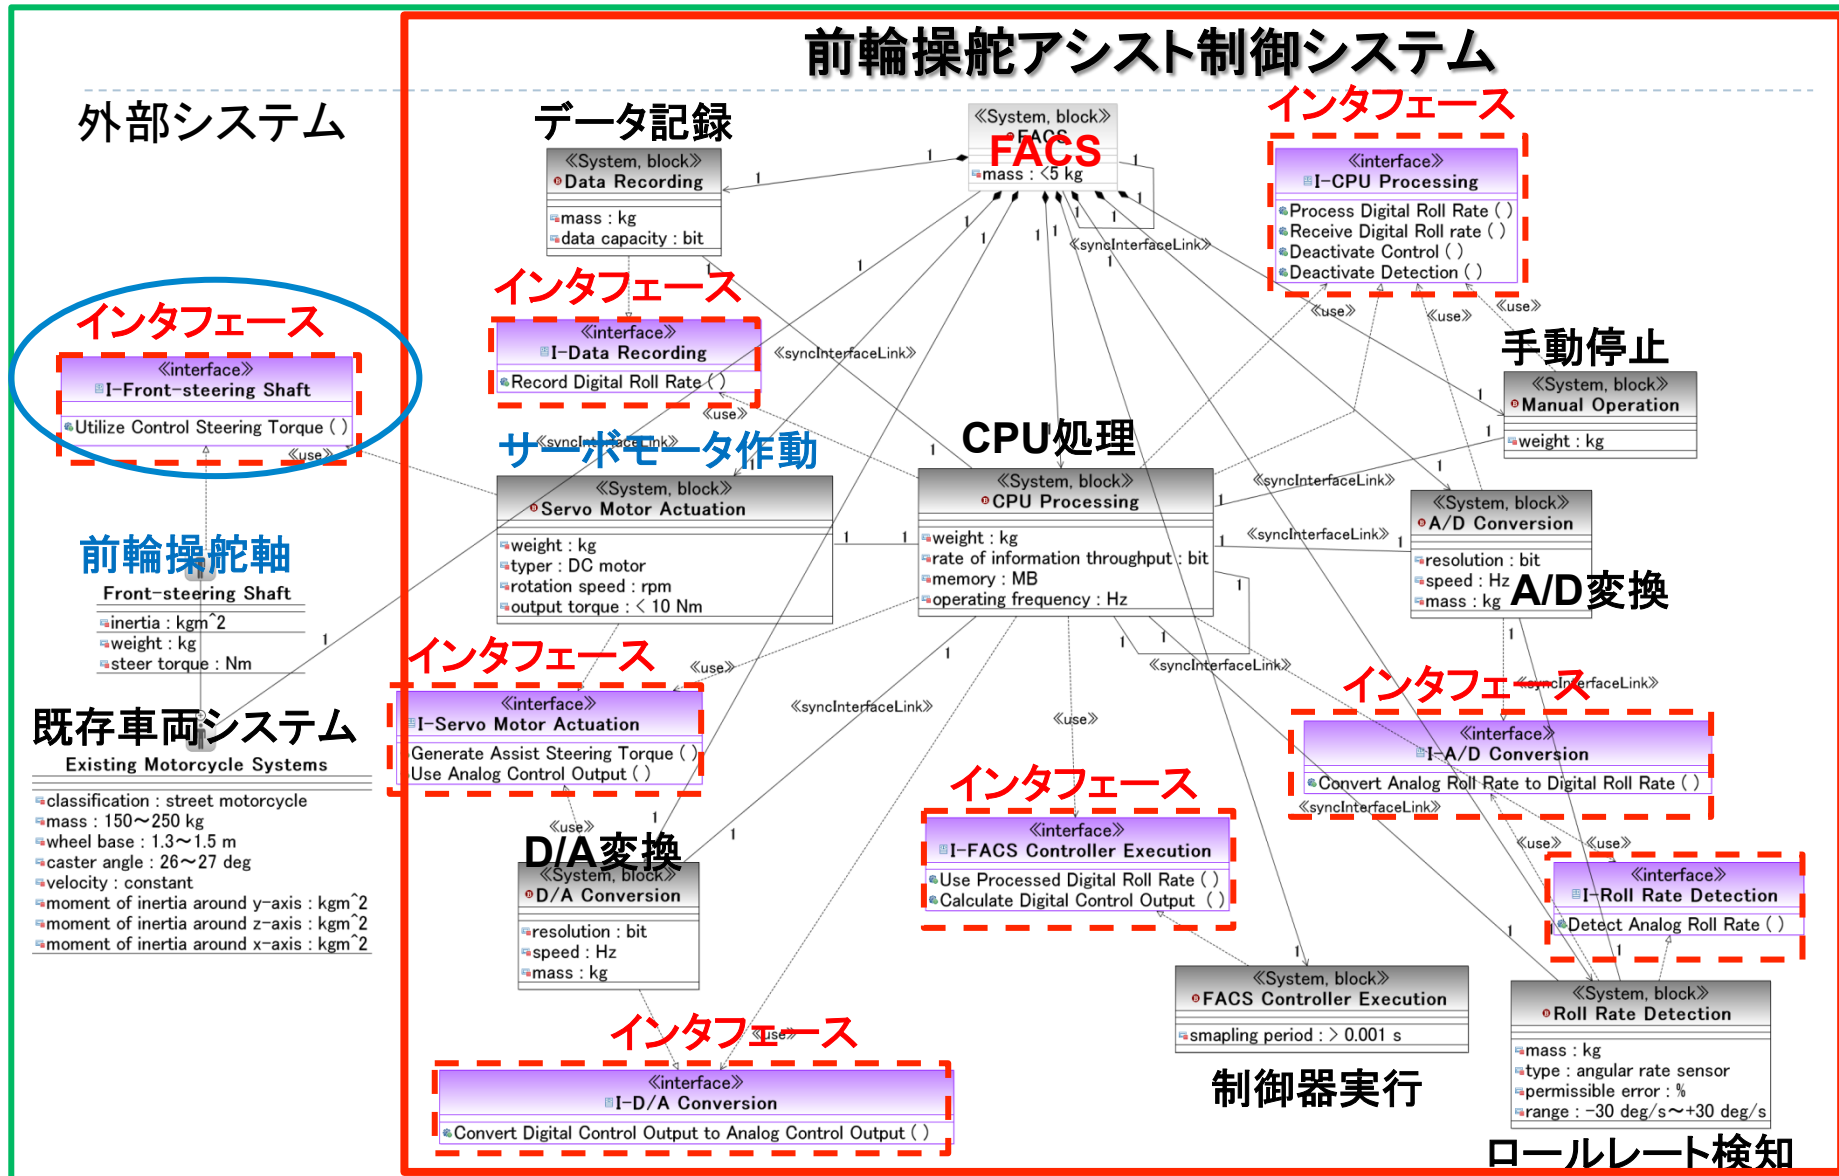 前輪操舵アシスト制御システム
外部システム
データ記録
《System, block》
Data Recording
mass : kg
data capacity : bit
《System, block》
FACS
FACS
mass : <5 kg
インタフェース
《interface》
I-CPU Processing
Process Digital Roll Rate ( )
Receive Digital Roll rate ( )
Deactivate Control ( )
Deactivate Detection ( )
《syncInterfaceLink》
インタフェース
《interface》
I-Front-steering Shaft
Utilize Control Steering Torque ( )
《use》
インタフェース
《interface》
I-Data Recording
Record Digital Roll Rate ( )
《syncInterfaceLink》
《use》
《use》
《use》
《use》
手動停止
《System, block》
Manual Operation
weight : kg
《syncInterfaceLink》
サーボモータ作動
《System, block》
Servo Motor Actuation
weight : kg
typer : DC motor
rotation speed : rpm
output torque : < 10 Nm
CPU処理
《System, block》
CPU Processing
weight : kg
rate of information throughput : bit
memory : MB
operating frequency : Hz
《syncInterfaceLink》
《syncInterfaceLink》
《System, block》
A/D Conversion
resolution : bit
speed : Hz
mass : kg
A/D変換
前輪操舵軸
Front-steering Shaft
inertia : kgm^2
weight : kg
steer torque : Nm
既存車両システム
Existing Motorcycle Systems
classification : street motorcycle
mass : 150～250 kg
wheel base : 1.3～1.5 m
caster angle : 26～27 deg
velocity : constant
moment of inertia around y-axis : kgm^2
moment of inertia around z-axis : kgm^2
moment of inertia around x-axis : kgm^2
インタフェース
《interface》
I-Servo Motor Actuation
Generate Assist Steering Torque ( )
Use Analog Control Output ( )
《use》
《syncInterfaceLink》
《syncInterfaceLink》
《use》
インタフェース
《syncInterfaceLink》
《interface》
I-A/D Conversion
Convert Analog Roll Rate to Digital Roll Rate ( )
《syncInterfaceLink》
《use》
D/A変換
《System, block》
D/A Conversion
resolution : bit
speed : Hz
mass : kg
インタフェース
《interface》
I-FACS Controller Execution
Use Processed Digital Roll Rate ( )
Calculate Digital Control Output ( )
《use》
《use》
《interface》
I-Roll Rate Detection
Detect Analog Roll Rate ( )
《System, block》
FACS Controller Execution
smapling period : > 0.001 s
制御器実行
《System, block》
Roll Rate Detection
mass : kg
type : angular rate sensor
permissible error : %
range : -30 deg/s～+30 deg/s
ロールレート検知
インタフェース
《use》
《interface》
I-D/A Conversion
Convert Digital Control Output to Analog Control Output ( )